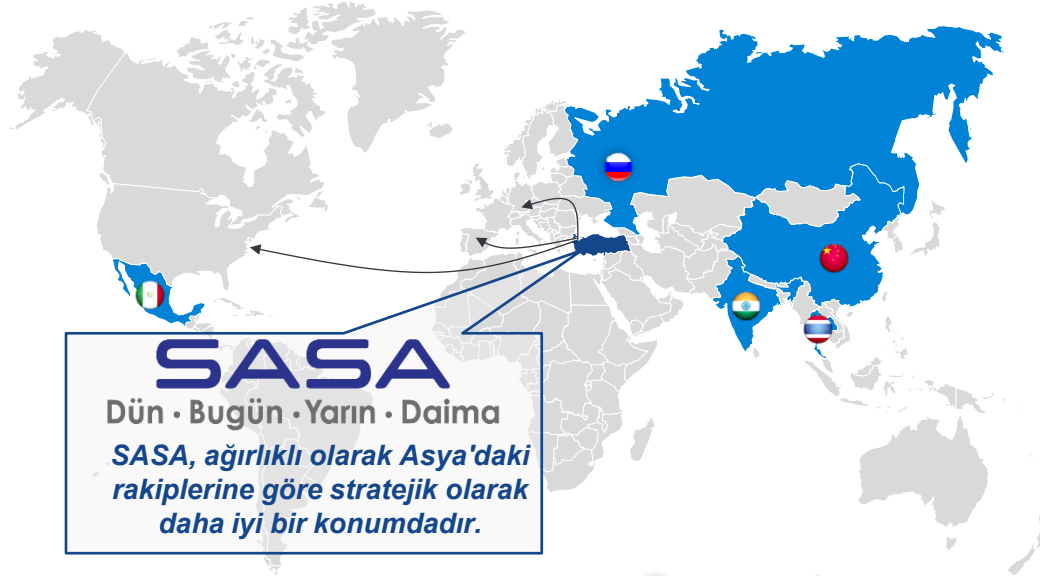 SASA
Dün · Bugün · Yarın · Daima
SASA, ağırlıklı olarak Asya'daki
rakiplerine göre stratejik olarak
daha iyi bir konumdadır.